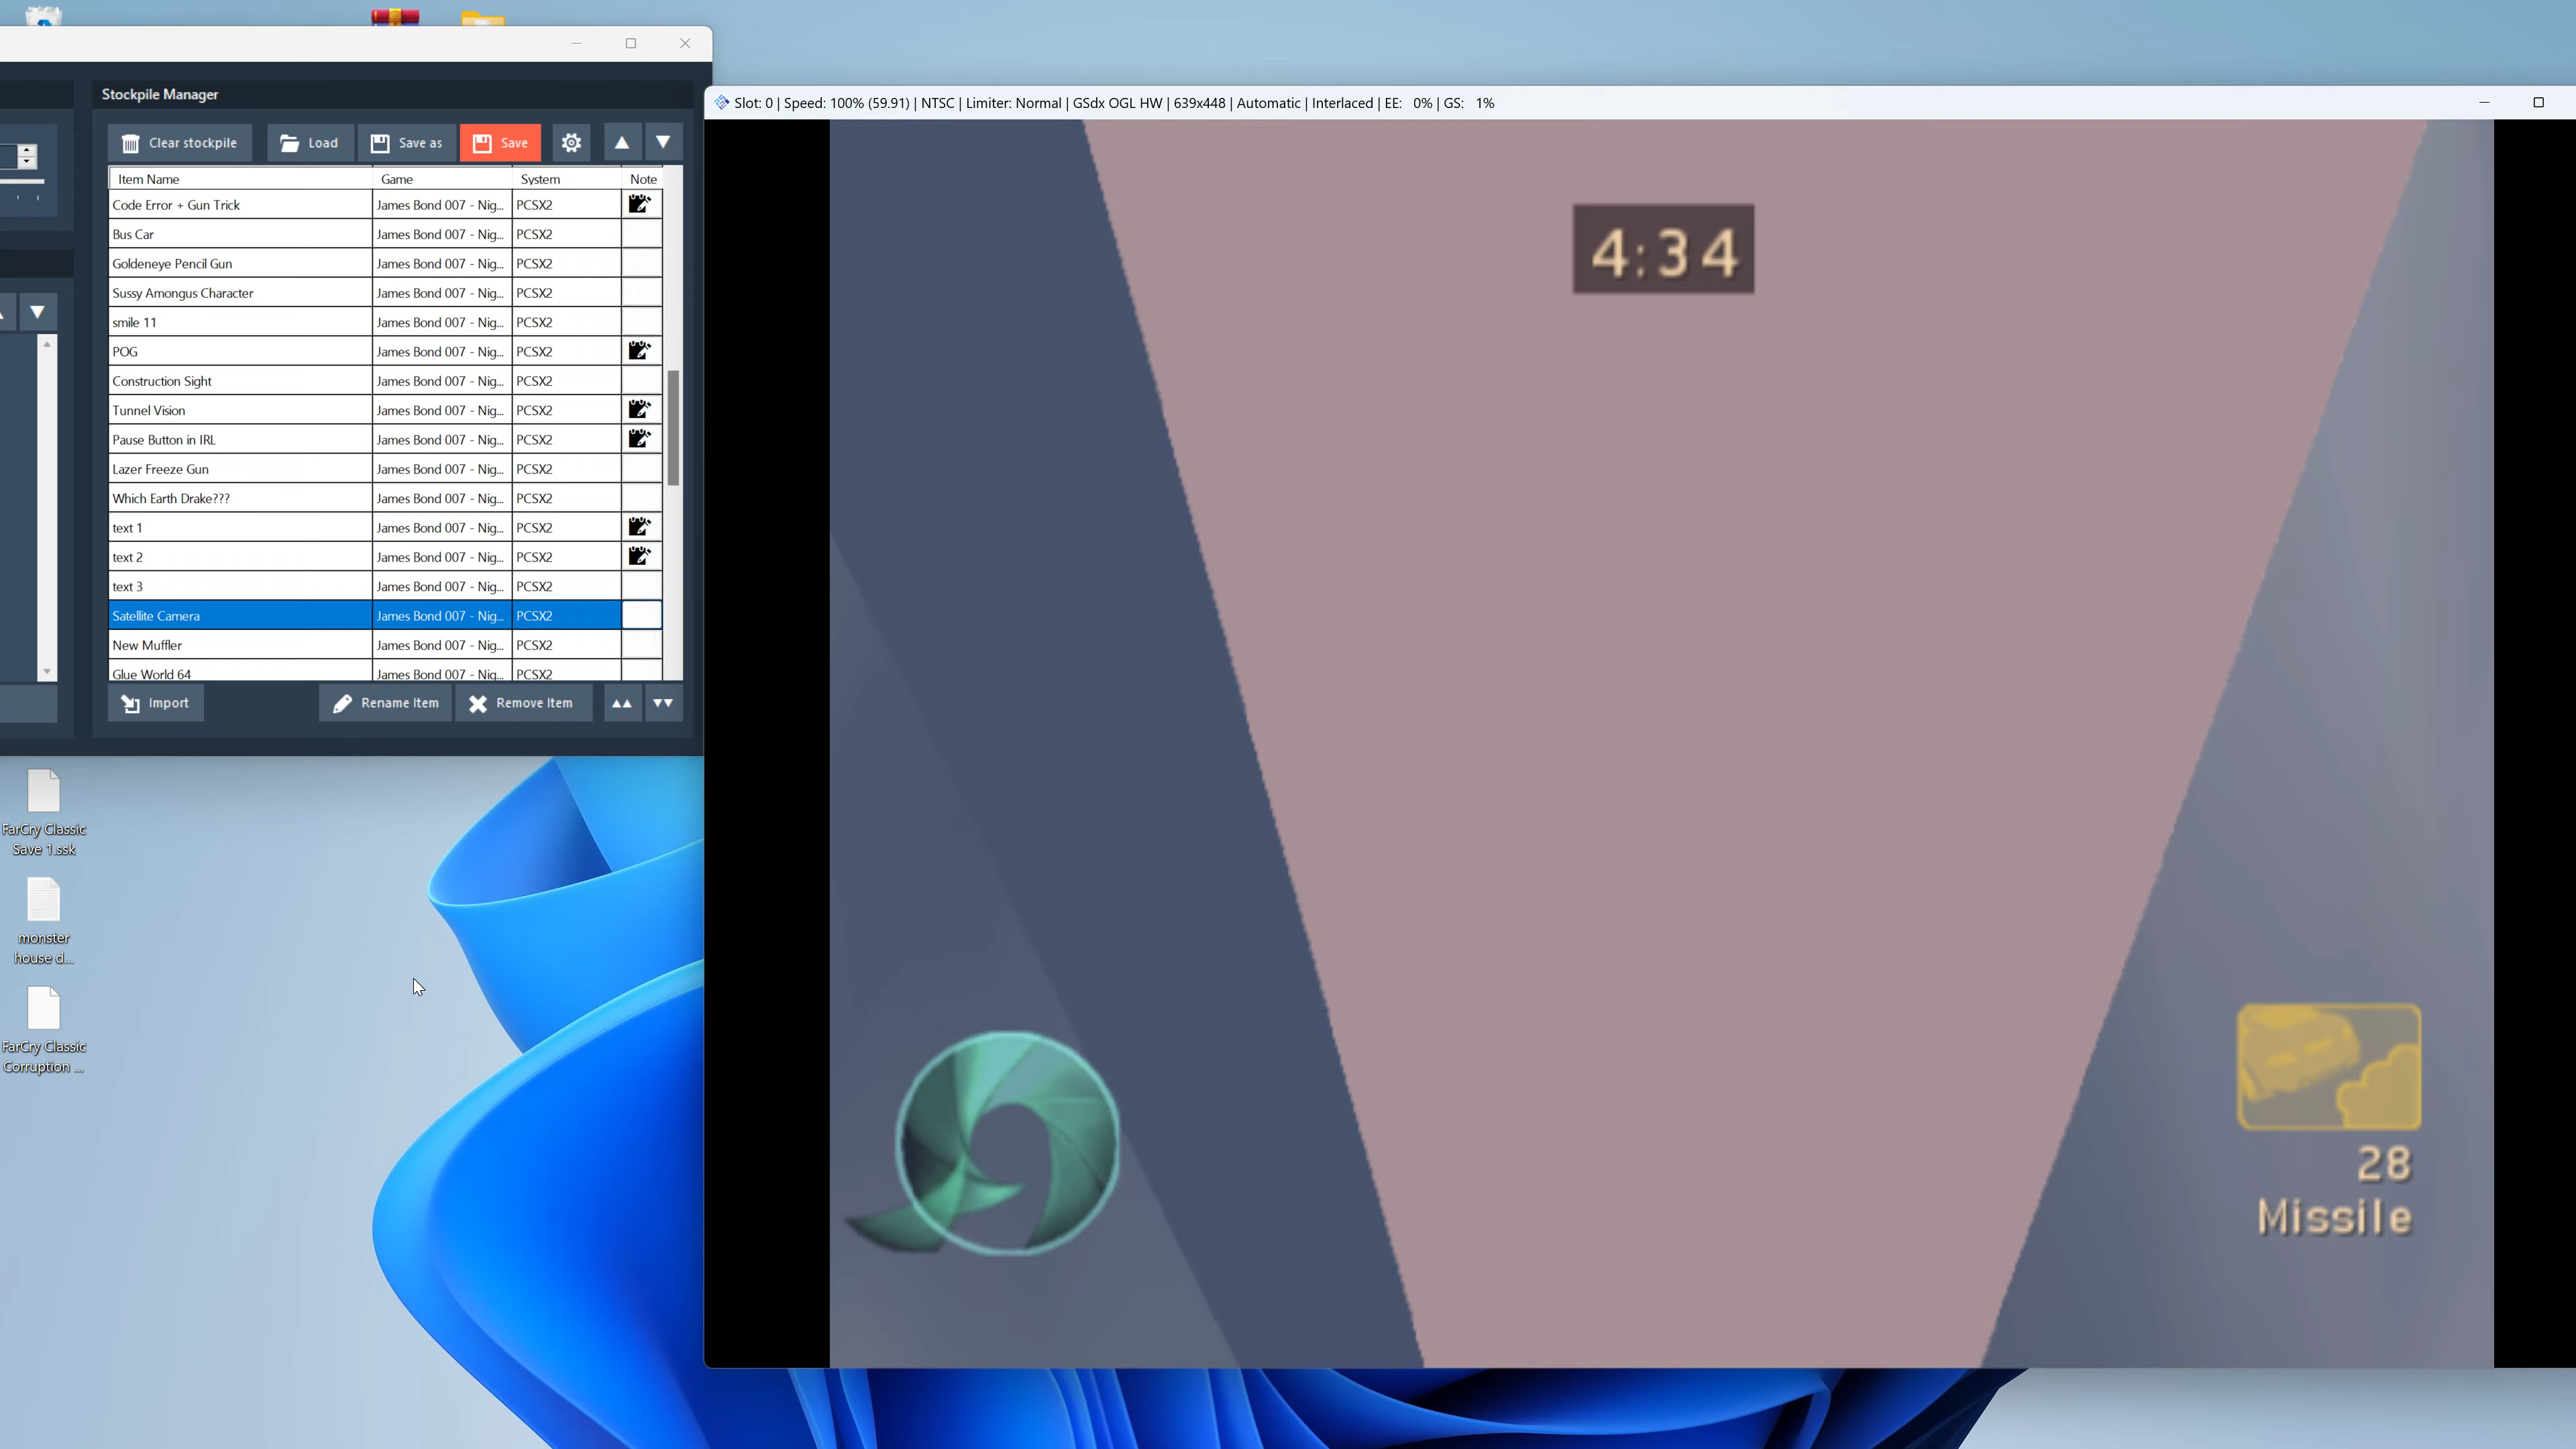 Stockpile Manager
Clear stockpile Load Save as Save
Item Name Game System Note
Code Error + Gun Trick James Bond 007 - Nig... PCSX2
Bus Car James Bond 007 - Nig... PCSX2
Goldeneye Pencil Gun James Bond 007 - Nig... PCSX2
Sussy Amongus Character James Bond 007 - Nig... PCSX2
smile 11 James Bond 007 - Nig... PCSX2
POG James Bond 007 - Nig... PCSX2
Construction Sight James Bond 007 - Nig... PCSX2
Tunnel Vision James Bond 007 - Nig... PCSX2
Pause Button in IRL James Bond 007 - Nig... PCSX2
Lazer Freeze Gun James Bond 007 - Nig... PCSX2
Which Earth Drake??? James Bond 007 - Nig... PCSX2
text 1 James Bond 007 - Nig... PCSX2
text 2 James Bond 007 - Nig... PCSX2
text 3 James Bond 007 - Nig... PCSX2
Satellite Camera James Bond 007 - Nig... PCSX2
New Muffler James Bond 007 - Nig... PCSX2
Glue World 64 James Bond 007 - Nig... PCSX2
Import Rename Item Remove Item
FarCry Classic
Save 1.ssk
monster
house d...
FarCry Classic
Corruption ...
Slot: 0 | Speed: 100% (59.91) | NTSC | Limiter: Normal | GSdx OGL HW | 639x448 | Automatic | Interlaced | EE: 0% | GS: 1%
4:34
28
Missile